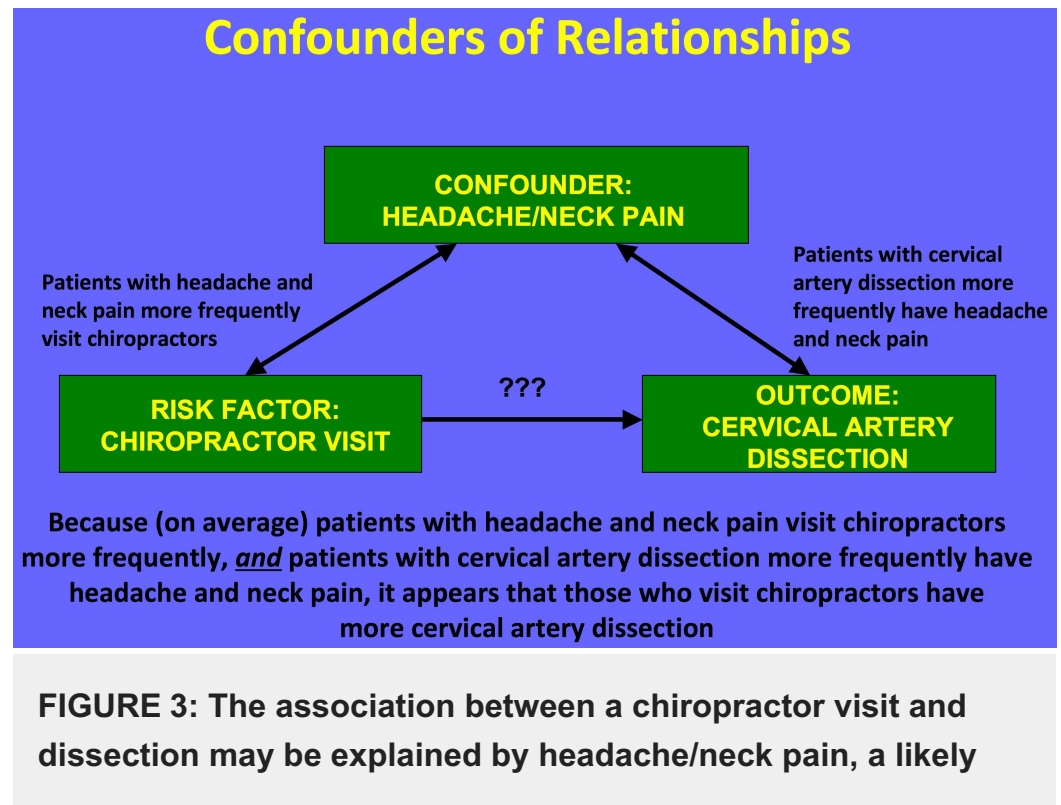 Confounders of Relationships
CONFOUNDER:
HEADACHE/NECK PAIN
Patients with headache and
neck pain more frequently
visit chiropractors
Patients with cervical
artery dissection more
frequently have headache
and neck pain
???
RISK FACTOR:
CHIROPRACTOR VISIT
OUTCOME:
CERVICAL ARTERY
DISSECTION
Because (on average) patients with headache and neck pain visit chiropractors
more frequently, and patients with cervical artery dissection more frequently have
headache and neck pain, it appears that those who visit chiropractors have
more cervical artery dissection
FIGURE 3: The association between a chiropractor visit and
dissection may be explained by headache/neck pain, a likely